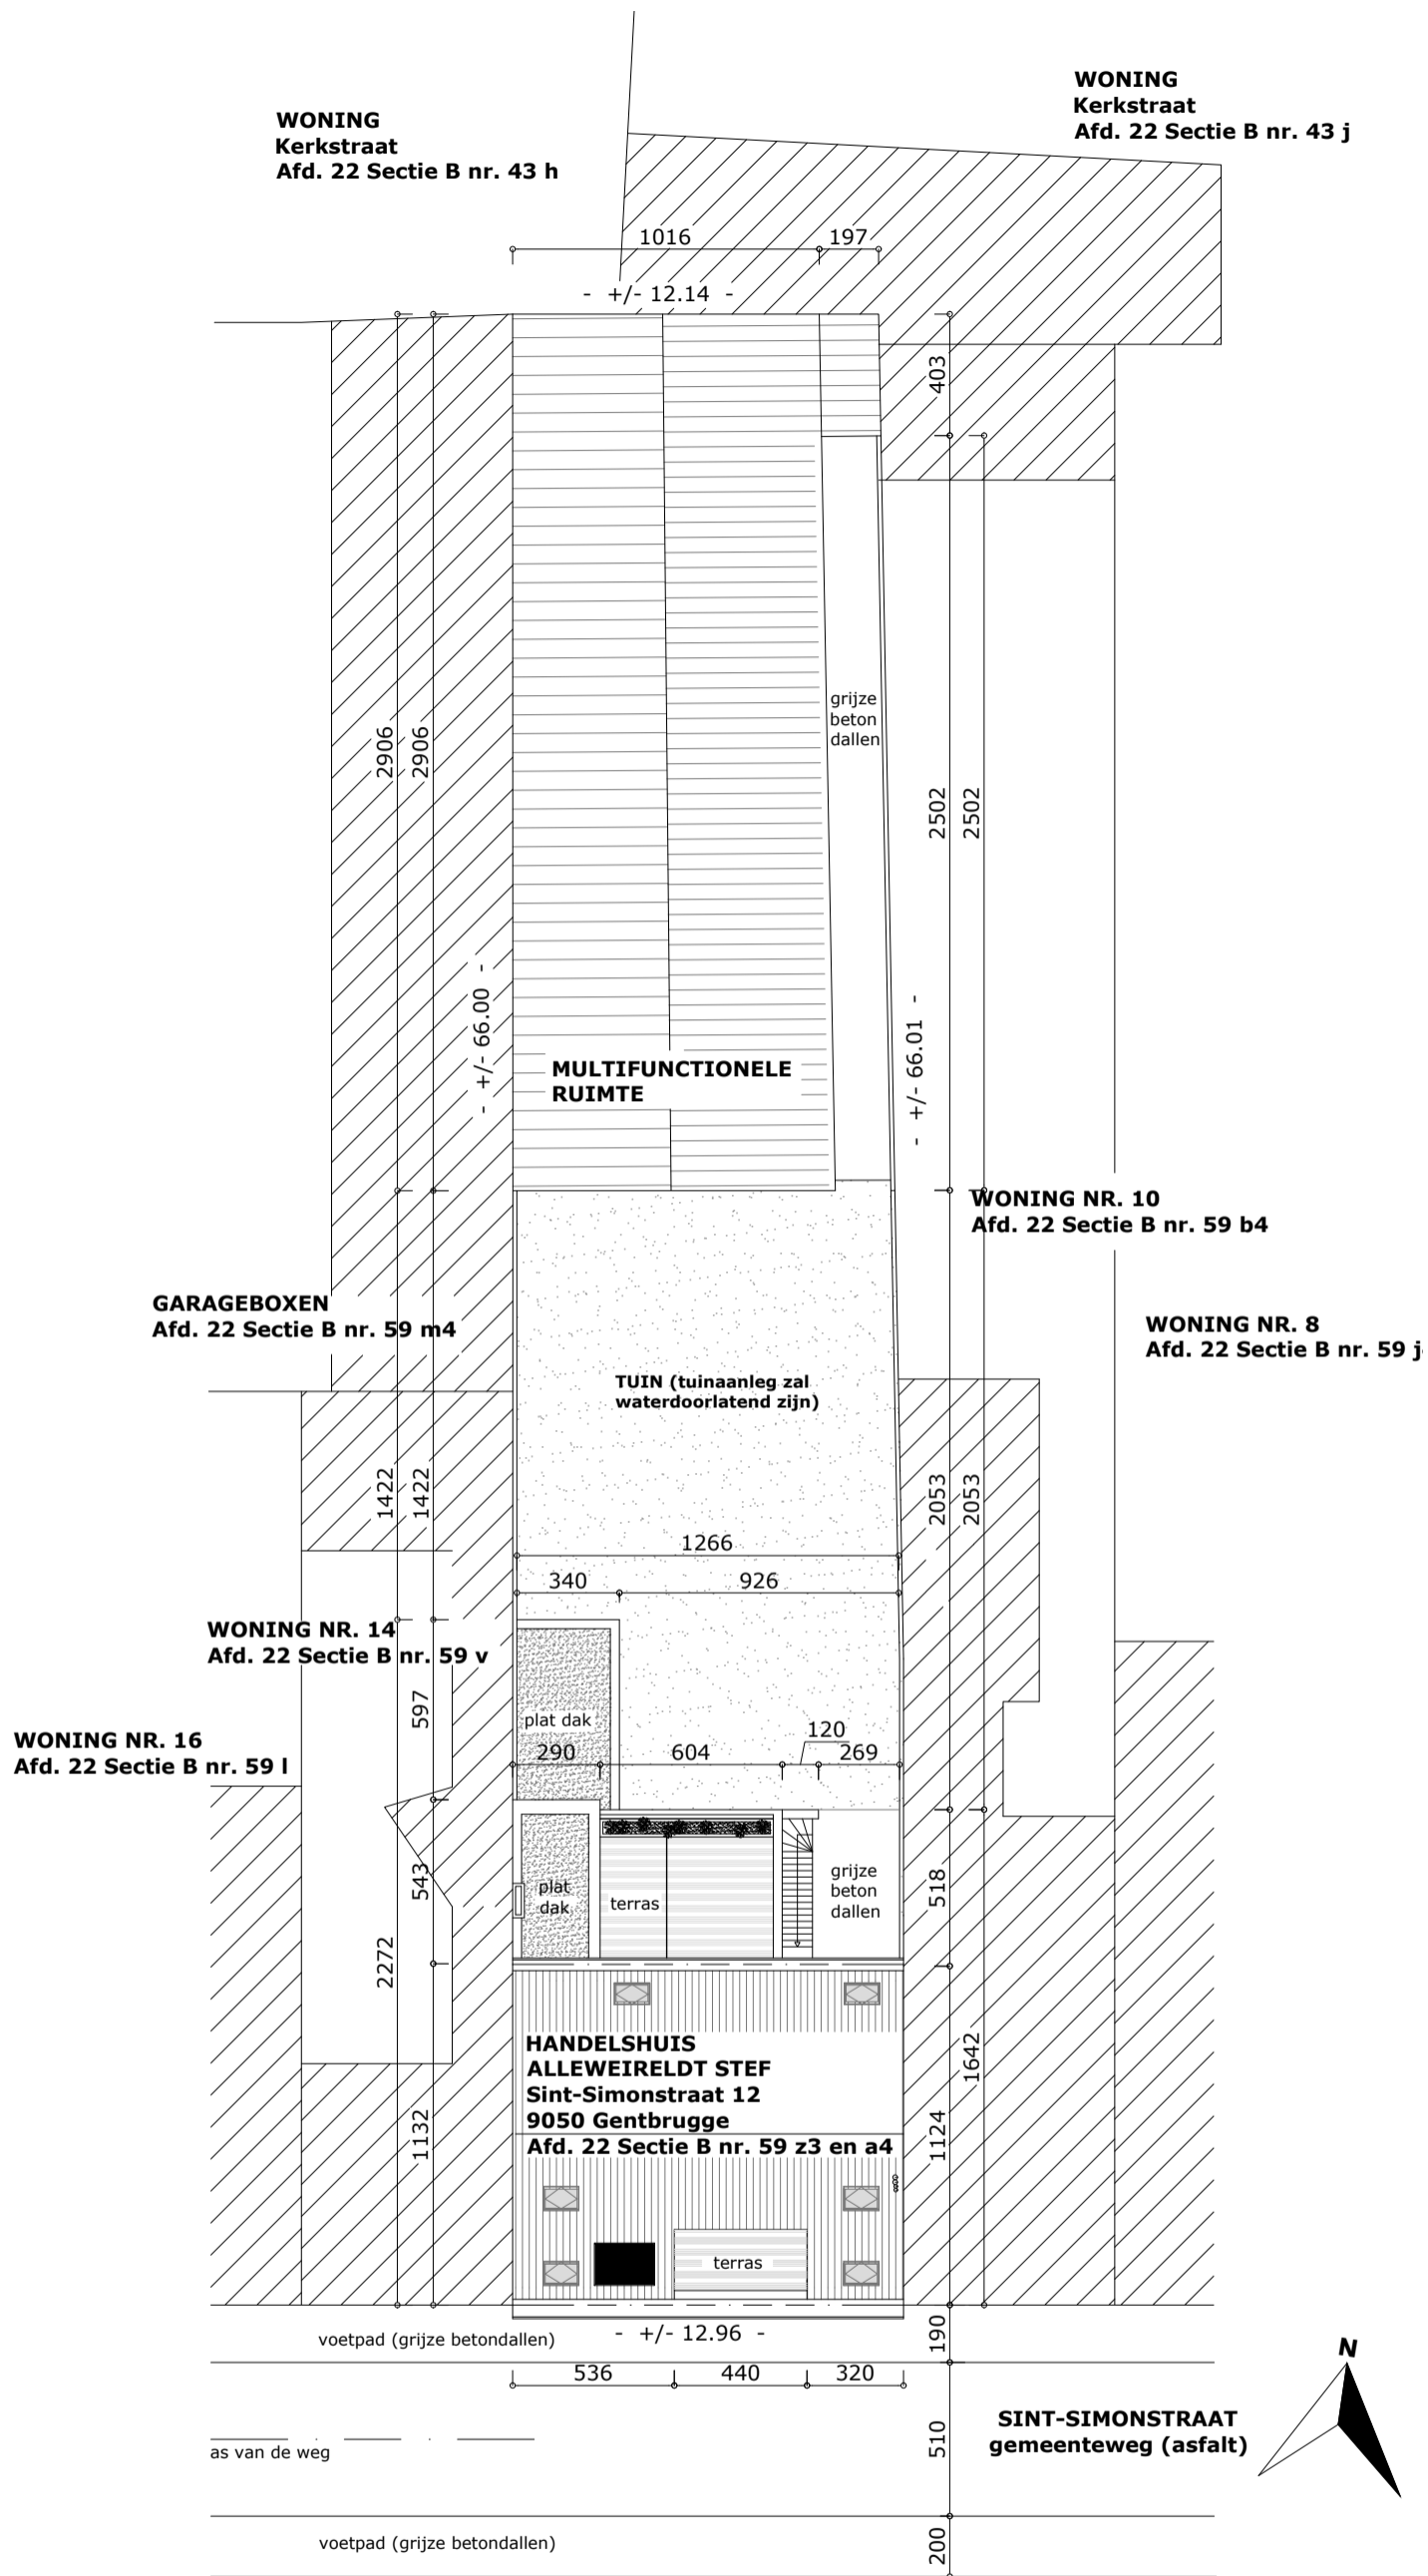 WONING
Kerkstraat
Afd. 22 Sectie B nr. 43 j
WONING
Kerkstraat
Afd. 22 Sectie B nr. 43 h
1016
197
- +/- 12.14 -
403
2906
2906
grijze
beton
dallen
2502
2502
- +/- 66.00 -
- +/- 66.01 -
MULTIFUNCTIONELE
RUIMTE
WONING NR. 10
Afd. 22 Sectie B nr. 59 b4
GARAGEBOXEN
Afd. 22 Sectie B nr. 59 m4
WONING NR. 8
Afd. 22 Sectie B nr. 59 j
TUIN (tuinaanleg zal
waterdoorlatend zijn)
1422
1422
2053
2053
1266
340
926
WONING NR. 14
Afd. 22 Sectie B nr. 59 v
597
plat dak
WONING NR. 16
Afd. 22 Sectie B nr. 59 l
120
290
604
269
543
plat
dak
terras
grijze
beton
dallen
518
2272
HANDELSHUIS
ALLEWEIRELDT STEF
Sint-Simonstraat 12
9050 Gentbrugge
Afd. 22 Sectie B nr. 59 z3 en a4
1642
1132
1124
terras
voetpad (grijze betondallen)
- +/- 12.96 -
190
536
440
320
N
SINT-SIMONSTRAAT
gemeenteweg (asfalt)
510
as van de weg
voetpad (grijze betondallen)
200